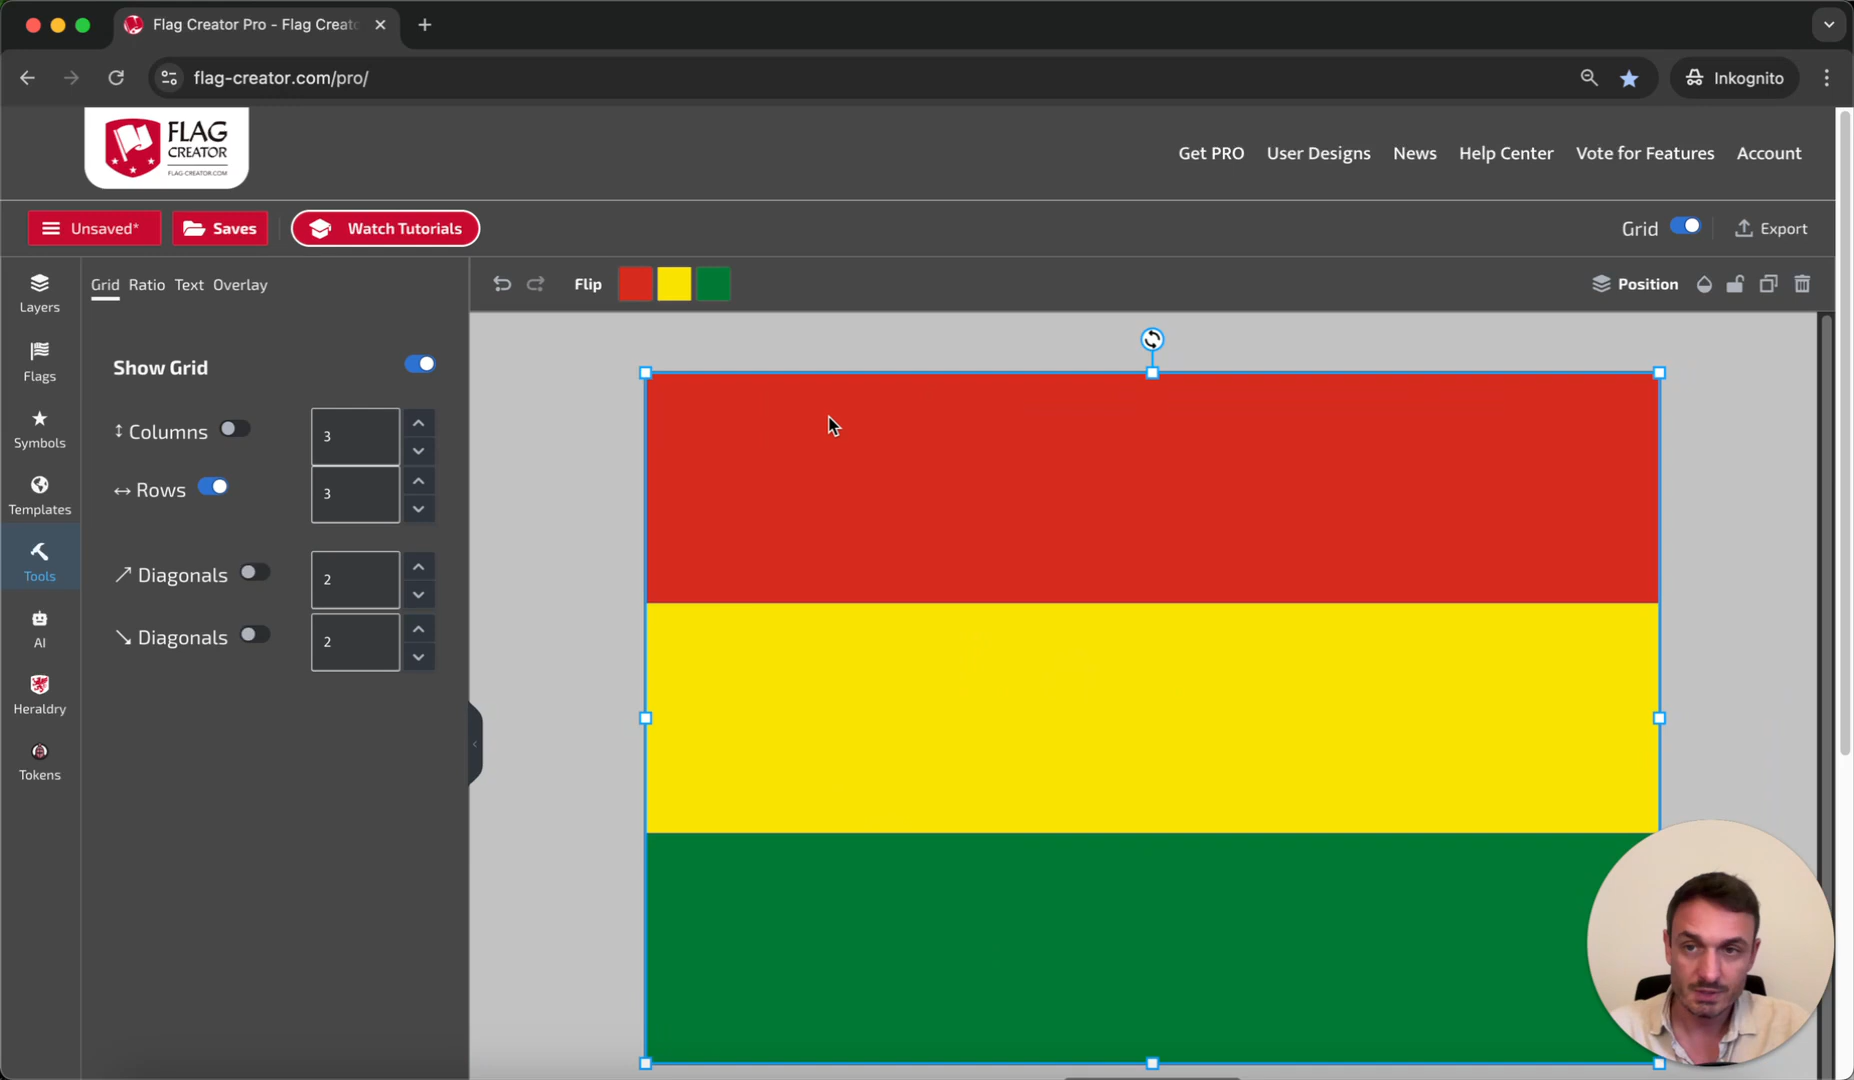 Flag Creator Pro - Flag Creato
flag-creator.com/pro/
Inkognito
FLAG
CREATOR
FLAG-CREATOR.COM
Get PRO
User Designs
News
Help Center
Vote for Features
Account
Unsaved*
Saves
Watch Tutorials
Grid
Export
Layers
Flags
Symbols
Templates
Tools
AI
Heraldry
Tokens
Grid
Ratio
Text
Overlay
Show Grid
Columns
3
Rows
3
Diagonals
2
Diagonals
2
Flip
Position